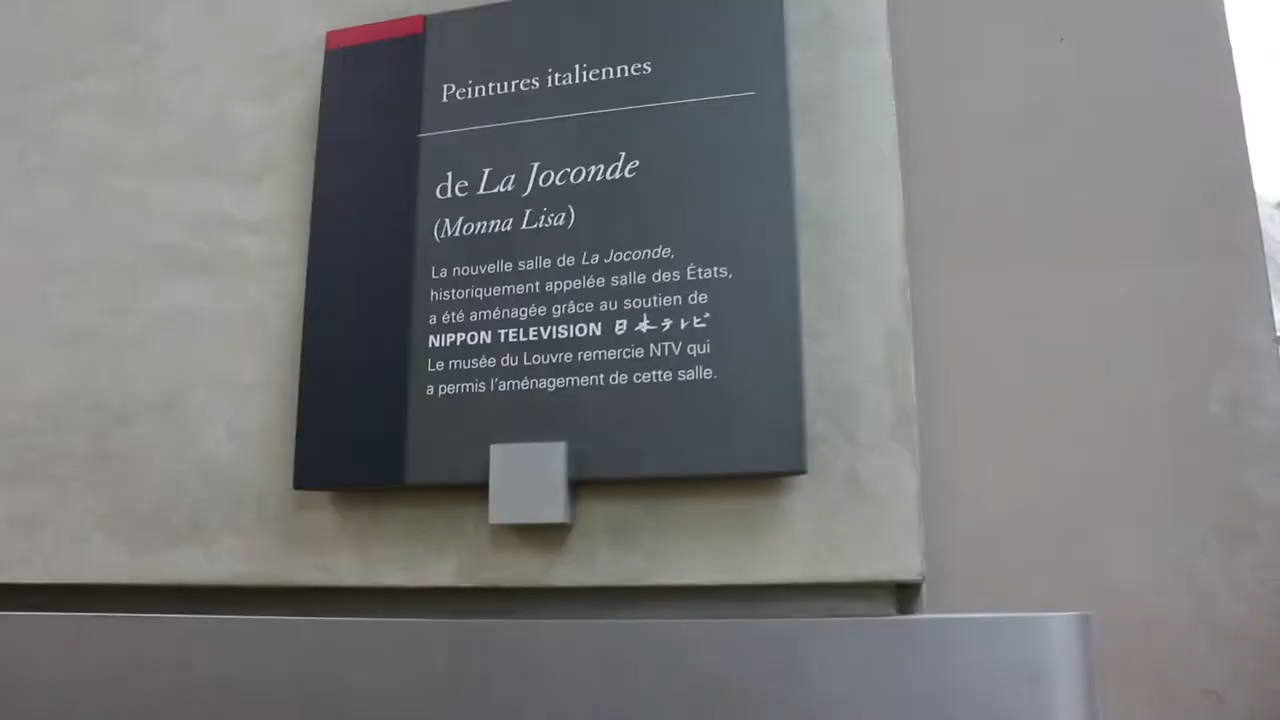 Peintures italiennes
de La Joconde
(Monna Lisa)
La nouvelle salle de La Joconde,
historiquement appelée salle des États,
a été aménagée grâce au soutien de
NIPPON TELEVISION 日本テレビ
Le musée du Louvre remercie NTV qui
a permis l'aménagement de cette salle.